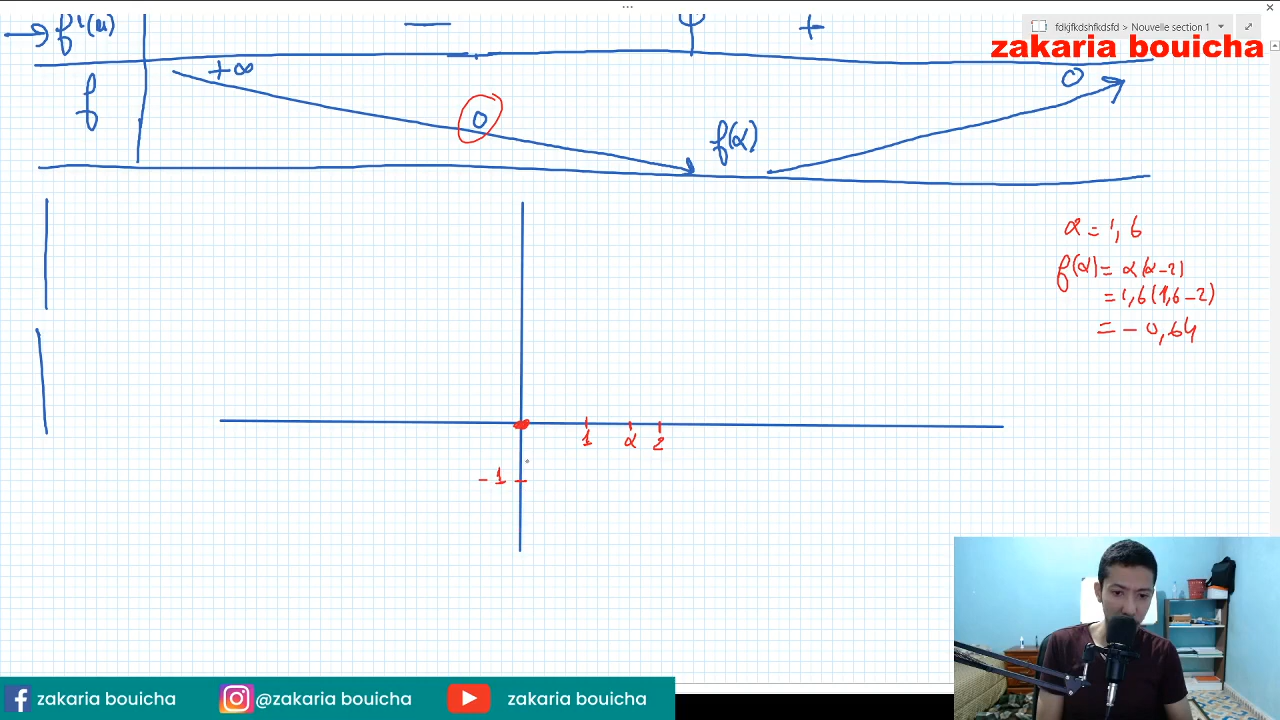 fdkjfkdshfkdsfd > Nouvelle section 1
zakaria bouicha
→ f'(x) — +
f +∞ 0 f(α) 0
α = 1,6
f(α) = α(α-2)
= 1,6(1,6-2)
= -0,64
1 α 2
-1
zakaria bouicha
@zakaria bouicha
zakaria bouicha